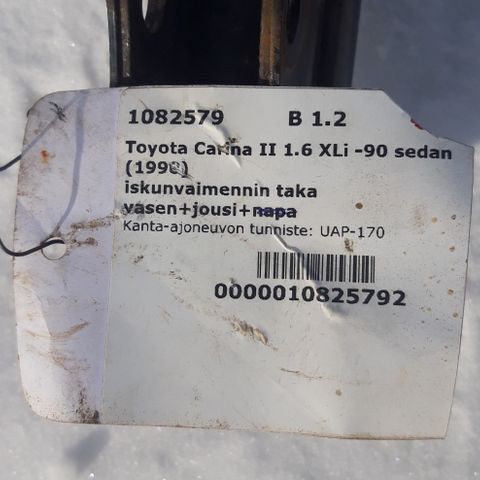 1082579 B 1.2
Toyota Carina II 1.6 XLi -90 sedan
(1990)
iskunvaimennin taka
vasen+jousi+napa
Kanta-ajoneuvon tunniste: UAP-170
0000010825792